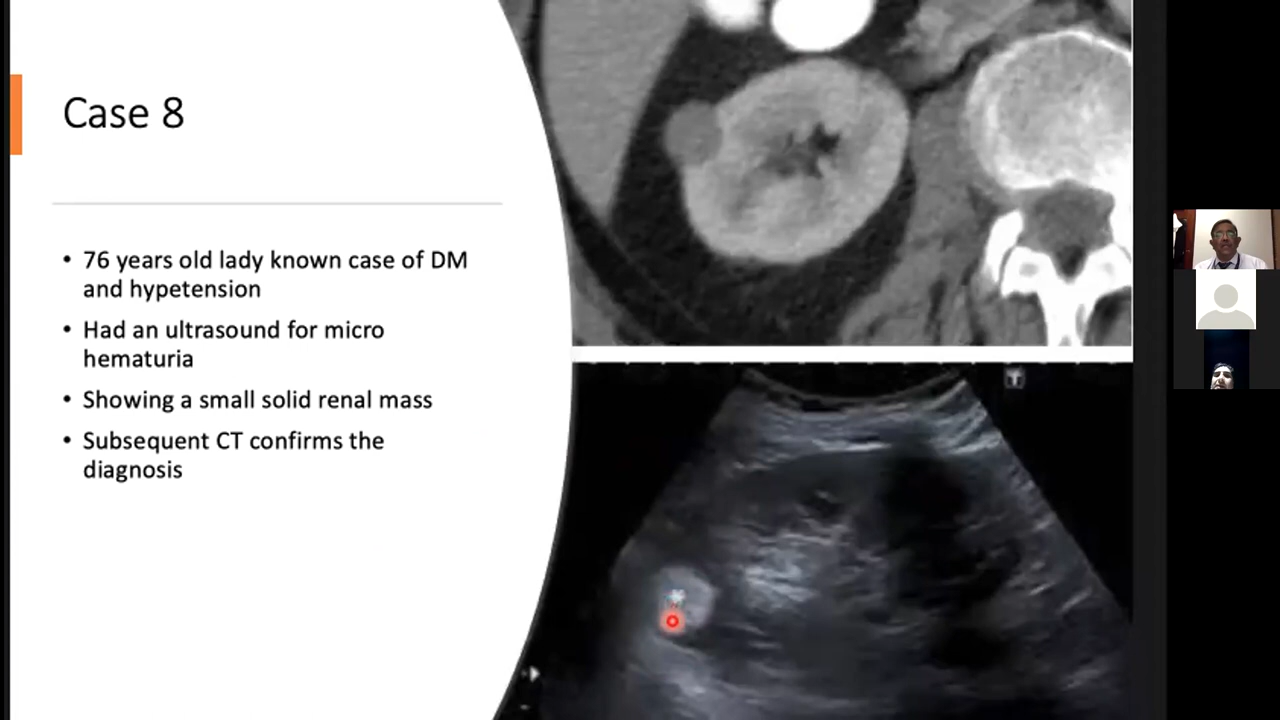 Case 8
• 76 years old lady known case of DM
and hypetension
• Had an ultrasound for micro
hematuria
• Showing a small solid renal mass
• Subsequent CT confirms the
diagnosis